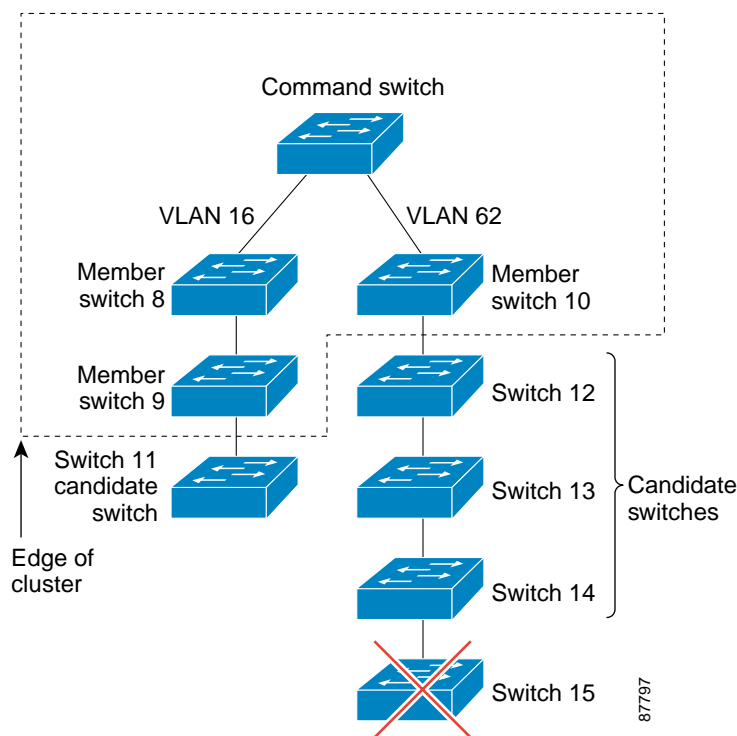 Command switch
VLAN 16
VLAN 62
Member
switch 8
Member
switch 10
Member
switch 9
Switch 12
Switch 11
candidate
switch
Switch 13
Candidate
switches
Edge of
cluster
Switch 14
Switch 15
87797